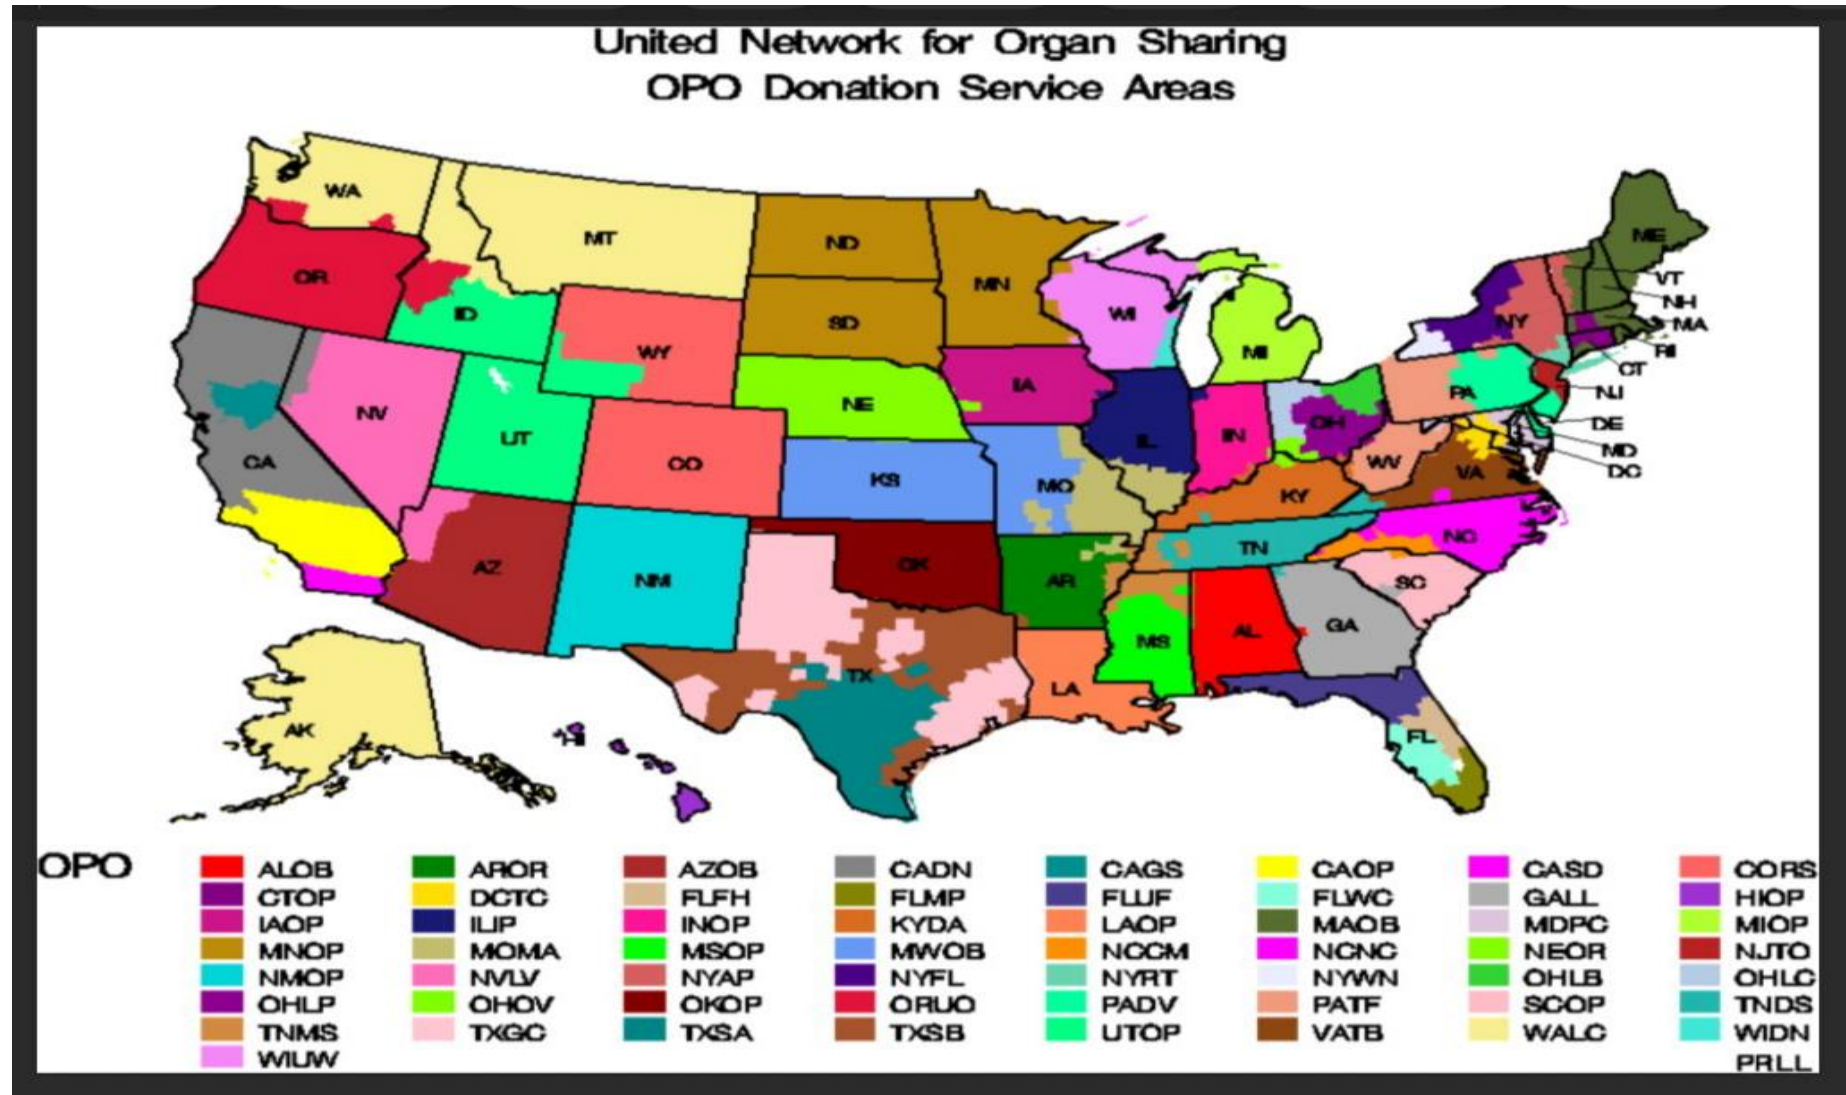 United Network for Organ Sharing
OPO Donation Service Areas
WA
MT
ND
MN
ME
OR
ID
WY
SD
WI
MI
NY
VT
NH
MA
RI
CT
NJ
DE
MD
DC
NV
UT
CO
NE
IA
IL
IN
OH
PA
CA
KS
MO
KY
WV
VA
AZ
NM
OK
AR
TN
NC
SC
TX
LA
MS
AL
GA
FL
AK
HI
OPO
ALOB AROR AZOB CADN CAGS CAOP CASD CORS
CTOP DCTC FLFH FLMP FLUF FLWC GALL HIOP
IAOP ILIP INOP KYDA LAOP MAOB MDPC MIOP
MNOP MOMA MSOP MWOB NCCM NCNC NEOR NJTO
NMOP NVLV NYAP NYFL NYRT NYWN OHLB OHLC
OHLP OHOV OKOP ORUO PADV PATF SCOP TNDS
TNMS TXGC TXSA TXSB UTOP VATB WALC WIDN
WIUW PRLL